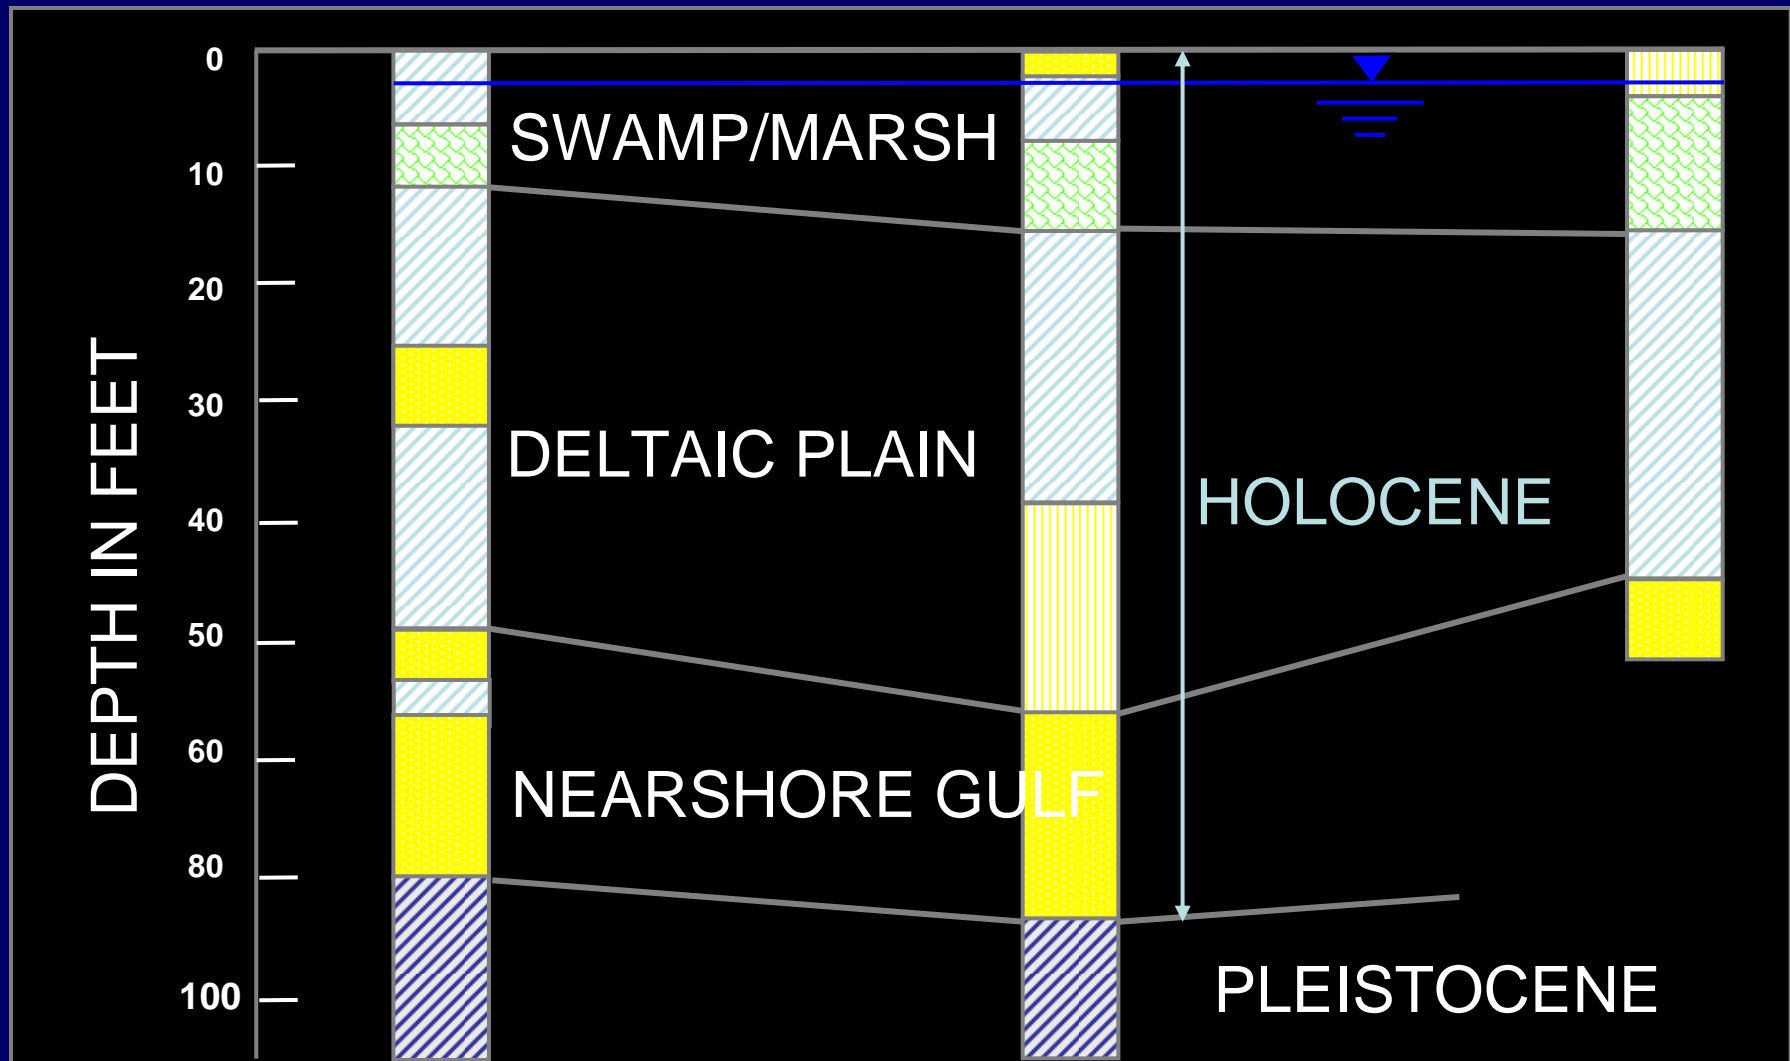 0
10
20
30
40
50
60
80
100
DEPTH IN FEET
SWAMP/MARSH
DELTAIC PLAIN
HOLOCENE
NEARSHORE GULF
PLEISTOCENE